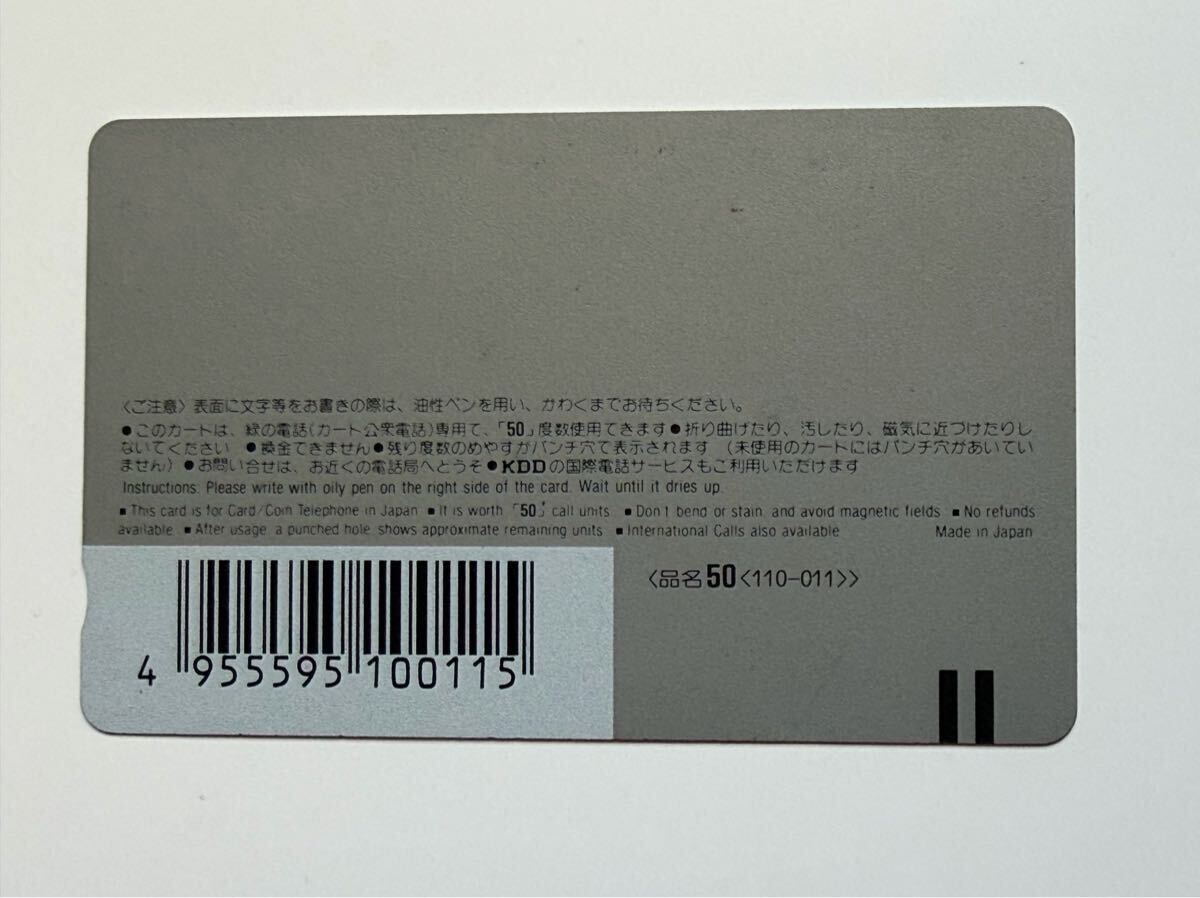 〈ご注意〉表面に文字等をお書きの際は、油性ペンを用い、かわくまでお待ちください。
●このカードは、緑の電話(カード公衆電話)専用で、「50」度数使用できます●折り曲げたり、汚したり、磁気に近づけたりし
ないでください ●換金できません●残り度数のめやすがパンチ穴で表示されます (未使用のカードにはパンチ穴があいていい
ません)●お問い合せは、お近くの電話局へどうぞ●KDDの国際電話サービスもご利用いただけます
Instructions: Please write with oily pen on the right side of the card. Wait until it dries up.
■This card is for Card/Coin Telephone in Japan ■It is worth「50」call units ■Don't bend or stain, and avoid magnetic fields ■No refunds
available ■After usage, a punched hole shows approximate remaining units ■International Calls also available Made in Japan
〈品名50<110-011>〉
4 955595 100115